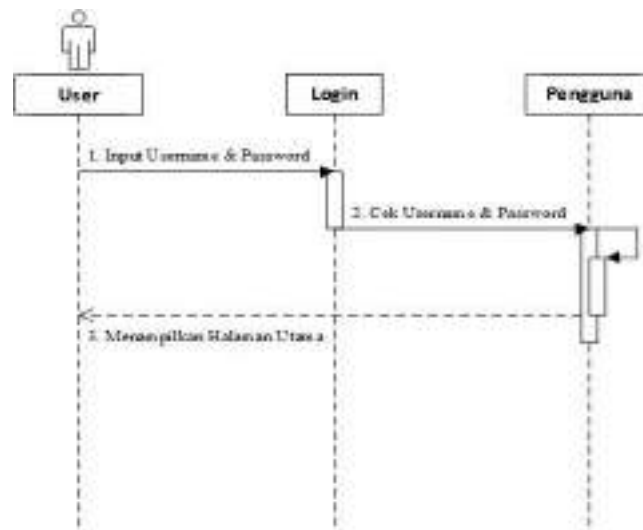 User
Login
Pengguna
1. Input Username & Password
2. Cek Username & Password
3. Menampilkan Halaman Utama